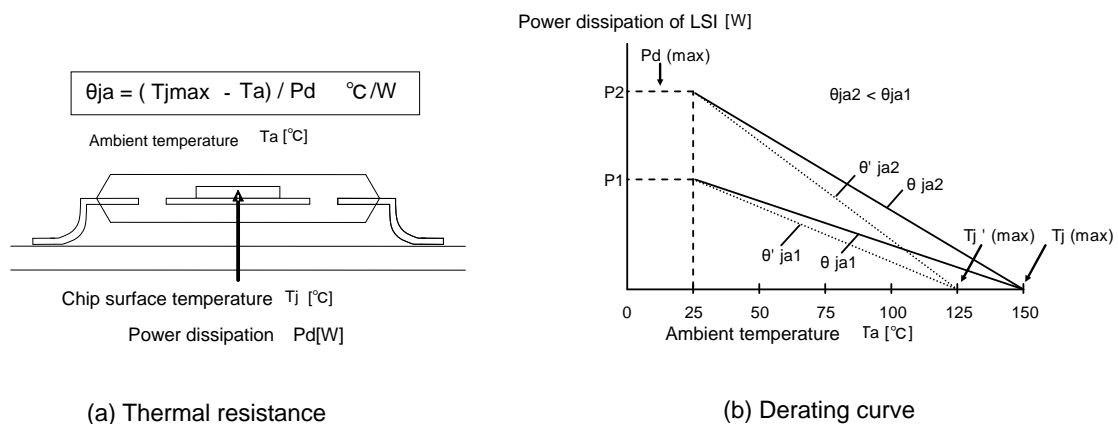 θja = ( Tjmax - Ta) / Pd ℃/W
Ambient temperature Ta [℃]
Chip surface temperature Tj [℃]
Power dissipation Pd[W]
(a) Thermal resistance
Power dissipation of LSI [W]
Pd (max)
P2
θja2 < θja1
P1
θ' ja2
θ ja2
θ' ja1
θ ja1
Tj ' (max)
Tj (max)
0 25 50 75 100 125 150
Ambient temperature Ta [℃]
(b) Derating curve